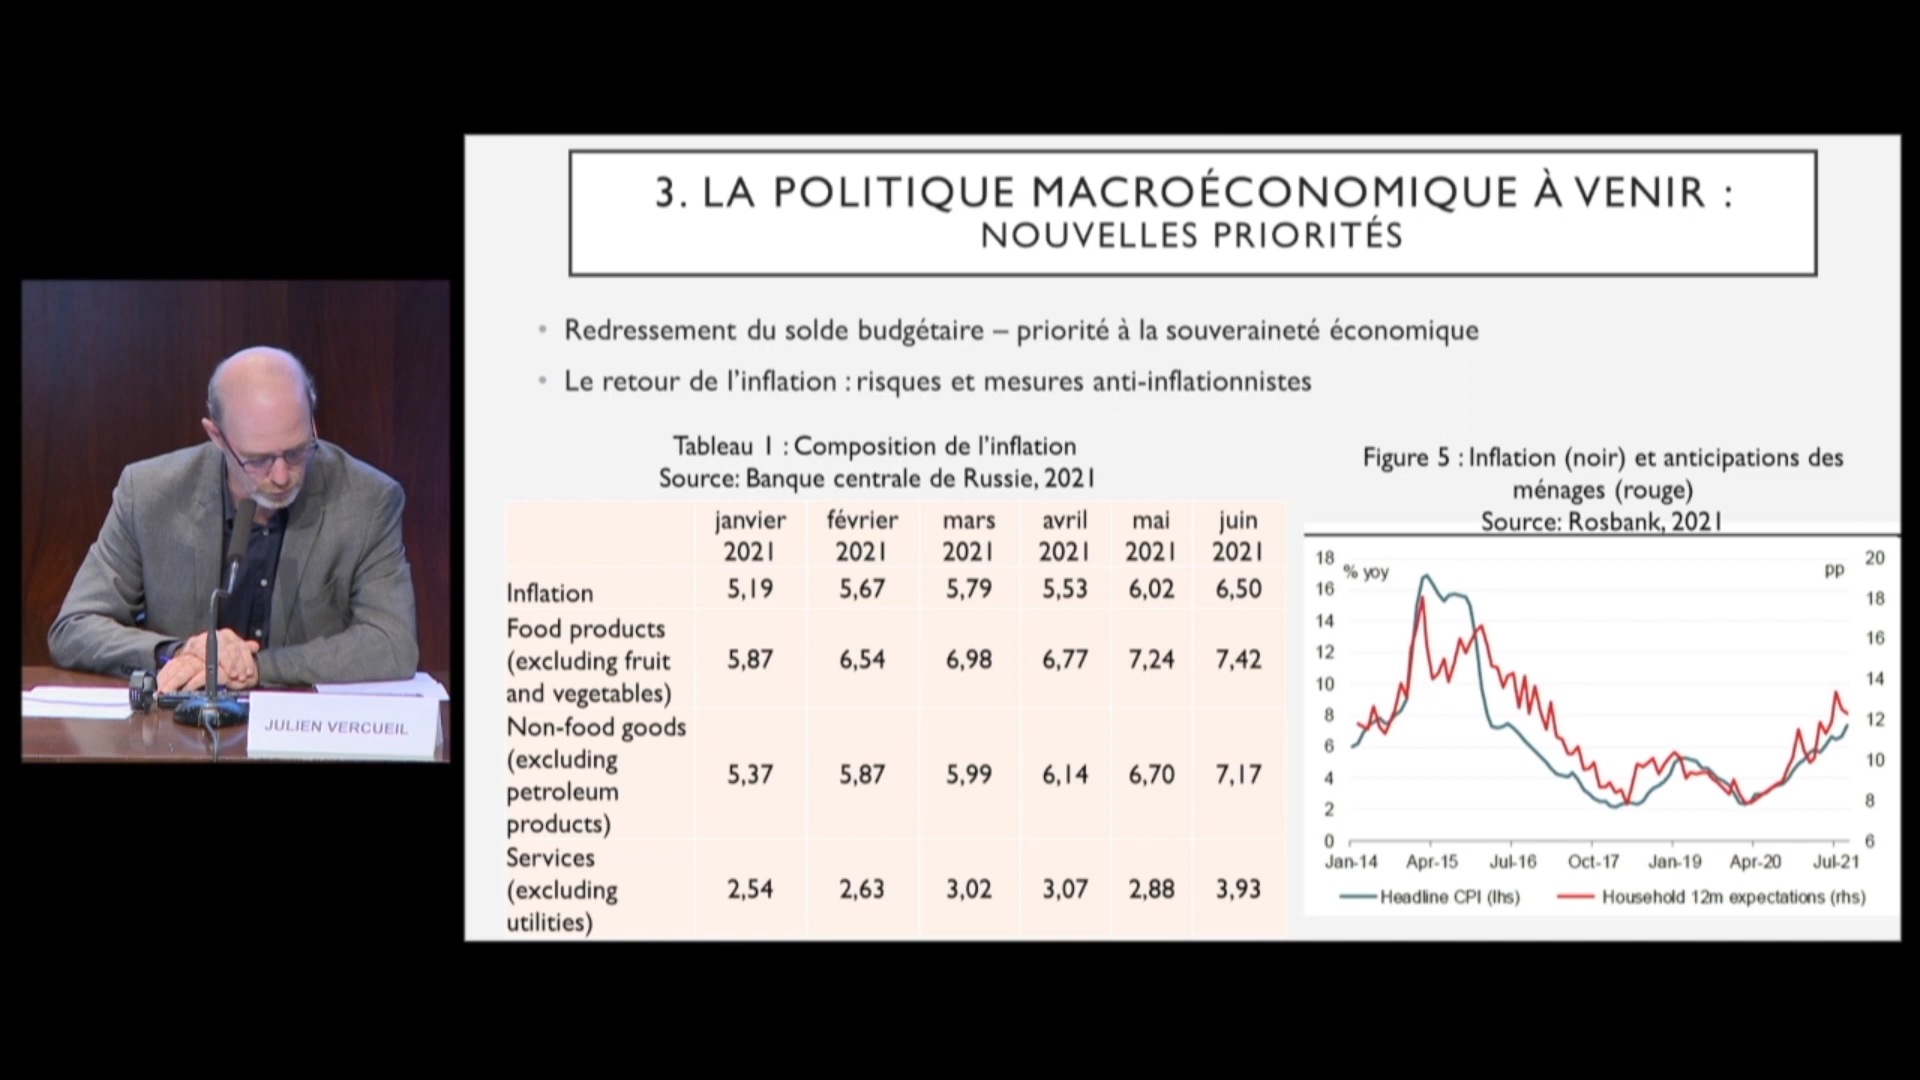 3. LA POLITIQUE MACROÉCONOMIQUE À VENIR :
NOUVELLES PRIORITÉS
• Redressement du solde budgétaire – priorité à la souveraineté économique
• Le retour de l'inflation : risques et mesures anti-inflationnistes
Tableau 1 : Composition de l'inflation
Source: Banque centrale de Russie, 2021
janvier 2021 février 2021 mars 2021 avril 2021 mai 2021 juin 2021
Inflation 5,19 5,67 5,79 5,53 6,02 6,50
Food products
(excluding fruit 5,87 6,54 6,98 6,77 7,24 7,42
and vegetables)
Non-food goods
(excluding 5,37 5,87 5,99 6,14 6,70 7,17
petroleum
products)
Services
(excluding 2,54 2,63 3,02 3,07 2,88 3,93
utilities)
Figure 5 : Inflation (noir) et anticipations des
ménages (rouge)
Source: Rosbank, 2021
% yoy
pp
18
16
14
12
10
8
6
4
2
0
20
18
16
14
12
10
8
6
Jan-14 Apr-15 Jul-16 Oct-17 Jan-19 Apr-20 Jul-21
Headline CPI (lhs) Household 12m expectations (rhs)
JULIEN VERCUEIL